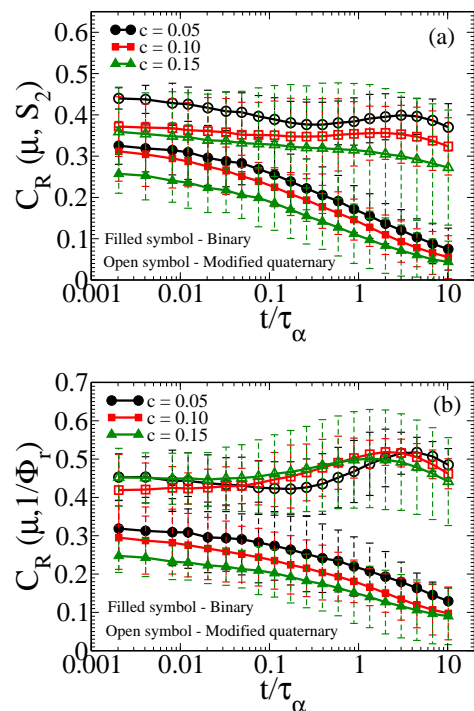 (a)
c = 0.05
c = 0.10
c = 0.15
0.6
0.5
0.4
0.3
0.2
0.1
0
C_R (μ, S_2)
Filled symbol - Binary
Open symbol - Modified quaternary
0.001 0.01 0.1 1 10
t/τ_α
(b)
c = 0.05
c = 0.10
c = 0.15
0.7
0.6
0.5
0.4
0.3
0.2
0.1
0
C_R (μ,1/Φ_r)
Filled symbol - Binary
Open symbol - Modified quaternary
0.001 0.01 0.1 1 10
t/τ_α